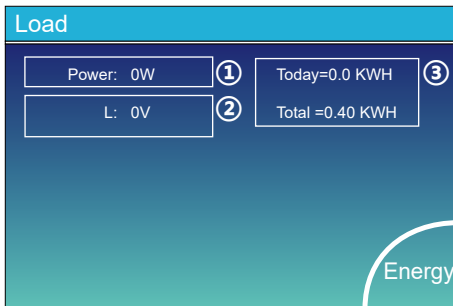 Load
Power: 0W ①
L: 0V ②
Today=0.0 KWH ③
Total =0.40 KWH
Energy